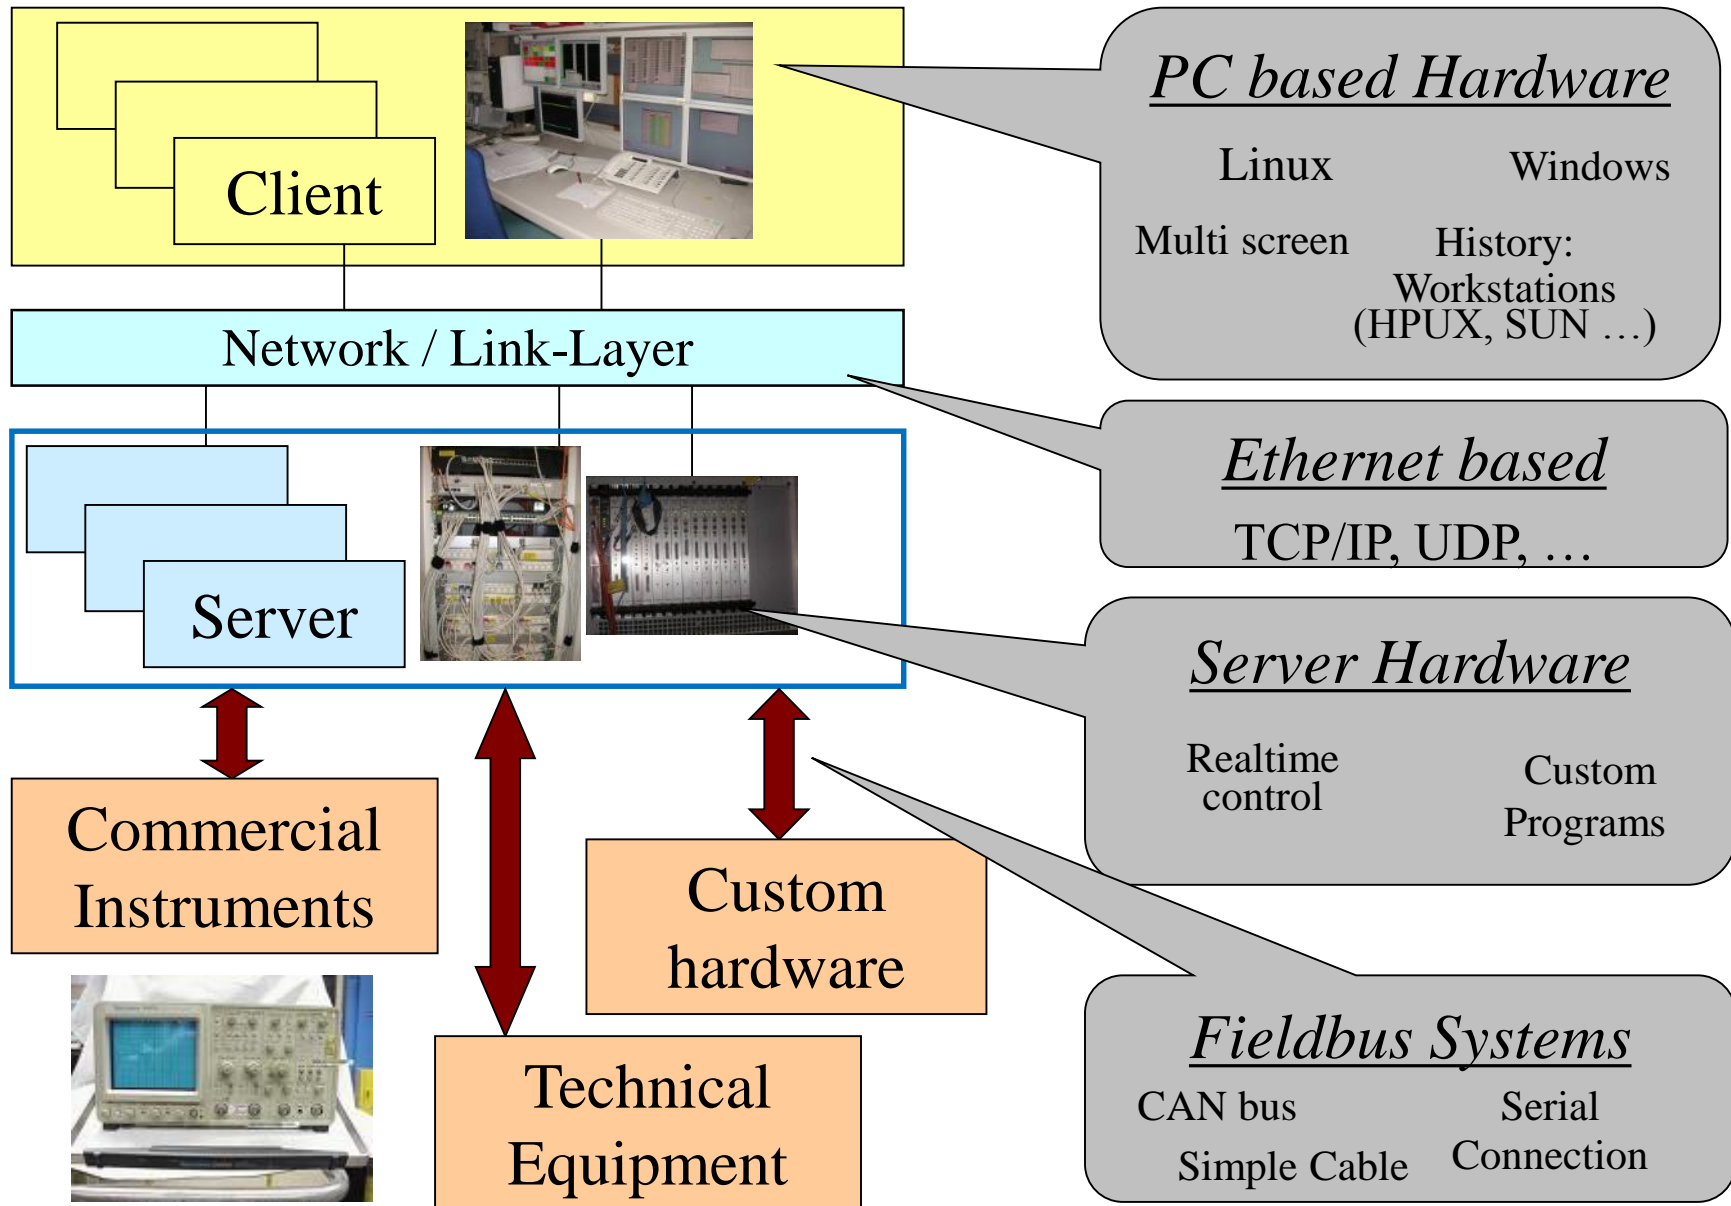 Client
Network / Link-Layer
Server
Commercial
Instruments
Custom
hardware
Technical
Equipment
PC based Hardware
Linux
Windows
Multi screen
History:
Workstations
(HPUX, SUN …)
Ethernet based
TCP/IP, UDP, …
Server Hardware
Realtime
control
Custom
Programs
Fieldbus Systems
CAN bus
Serial
Connection
Simple Cable